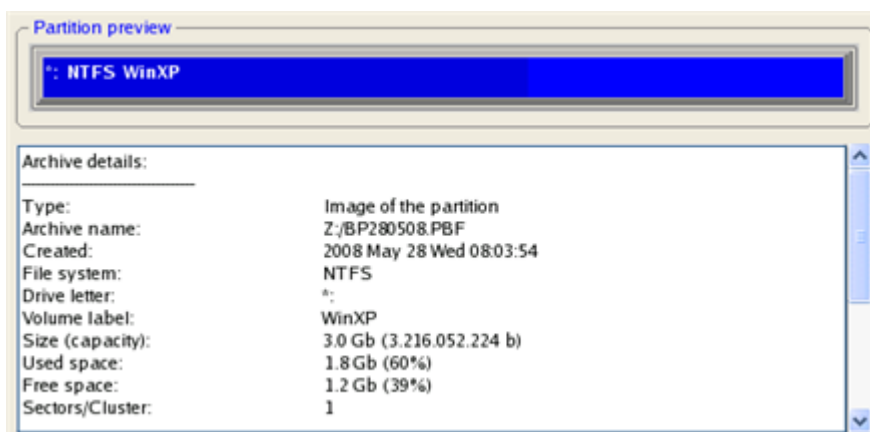 Partition preview
*: NTFS WinXP
Archive details:
Type: Image of the partition
Archive name: Z:/BP280508.PBF
Created: 2008 May 28 Wed 08:03:54
File system: NTFS
Drive letter: *:
Volume label: WinXP
Size (capacity): 3.0 Gb (3.216.052.224 b)
Used space: 1.8 Gb (60%)
Free space: 1.2 Gb (39%)
Sectors/Cluster: 1